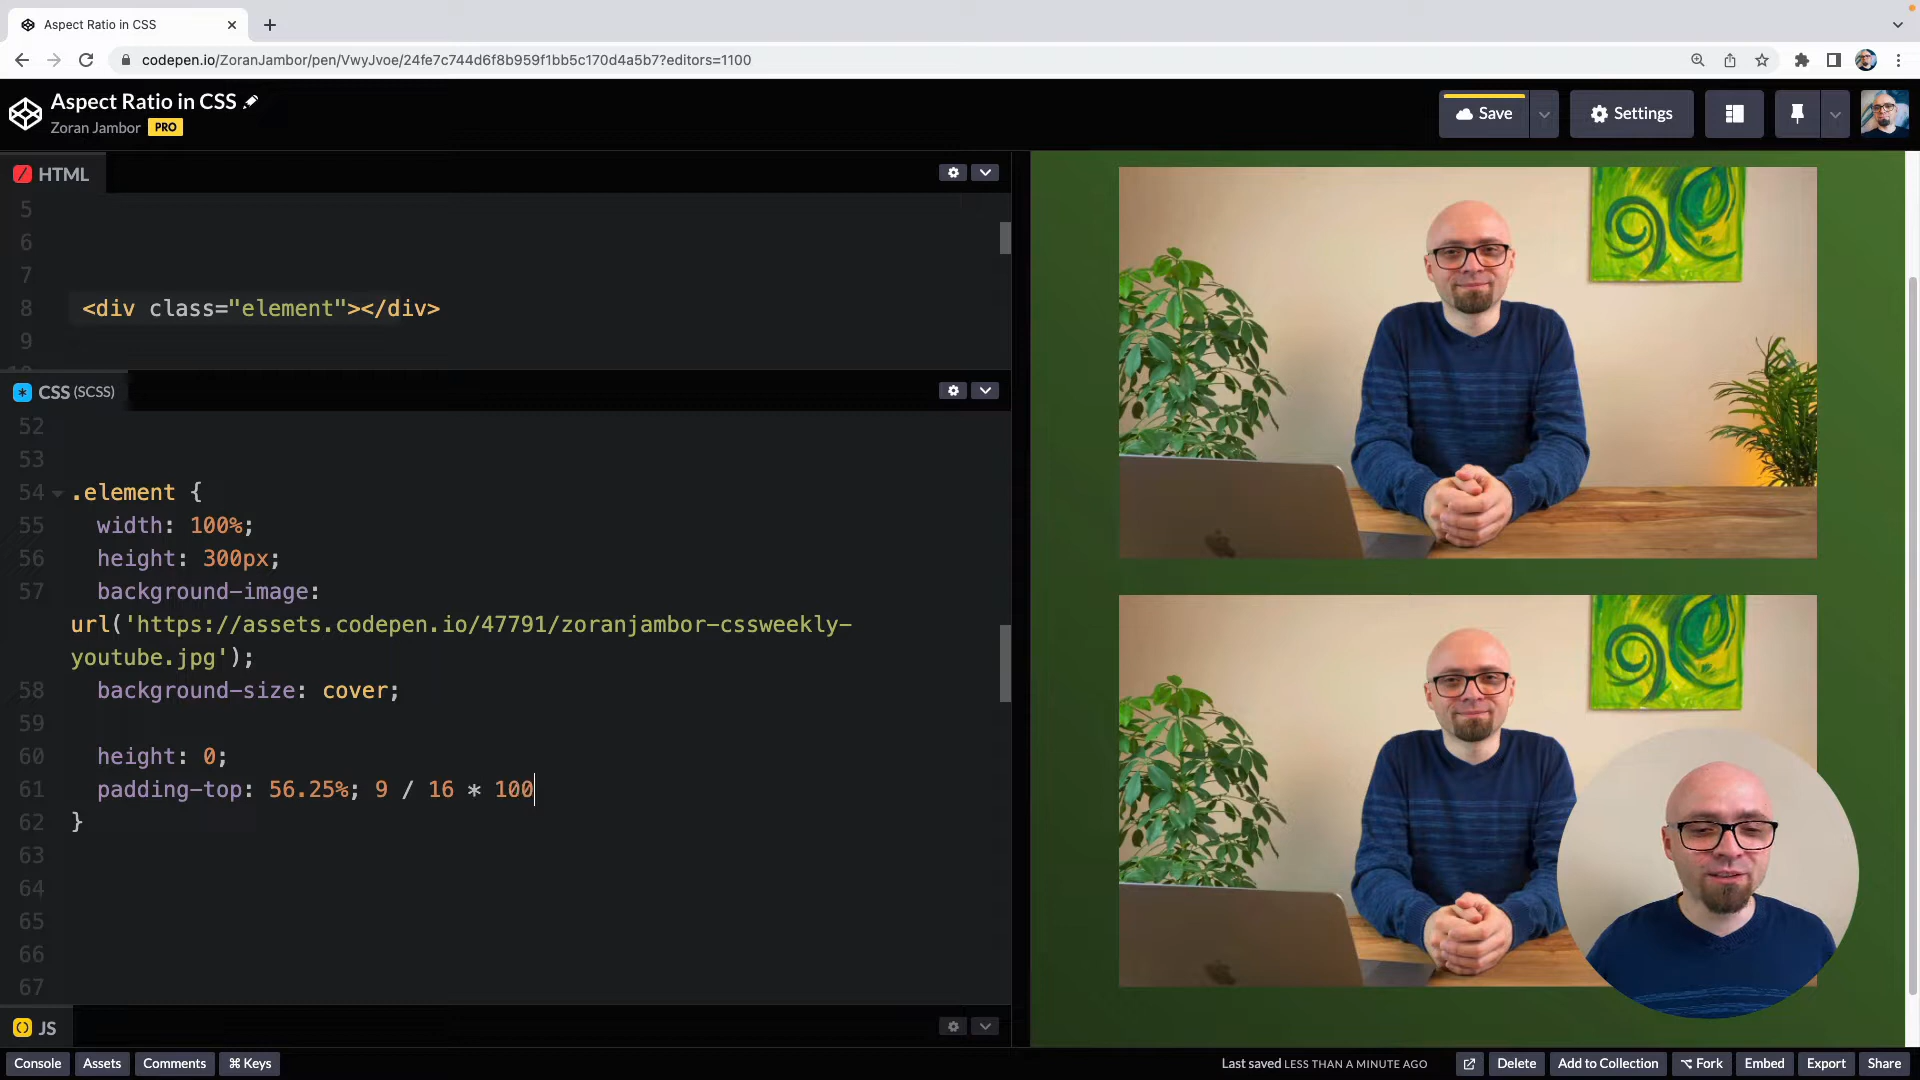 Aspect Ratio in CSS
codepen.io/ZoranJambor/pen/VwyJvoe/24fe7c744d6f8b959f1bb5c170d4a5b7?editors=1100
Aspect Ratio in CSS
Zoran Jambor PRO
Save
Settings
HTML
5
6
7
8 <div class="element"></div>
9
CSS (SCSS)
52
53
54 .element {
55 width: 100%;
56 height: 300px;
57 background-image:
url('https://assets.codepen.io/47791/zoranjambor-cssweekly-
youtube.jpg');
58 background-size: cover;
59
60 height: 0;
61 padding-top: 56.25%; 9 / 16 * 100
62 }
63
64
65
66
67
JS
Console Assets Comments ⌘ Keys Last saved LESS THAN A MINUTE AGO Delete Add to Collection Fork Embed Export Share